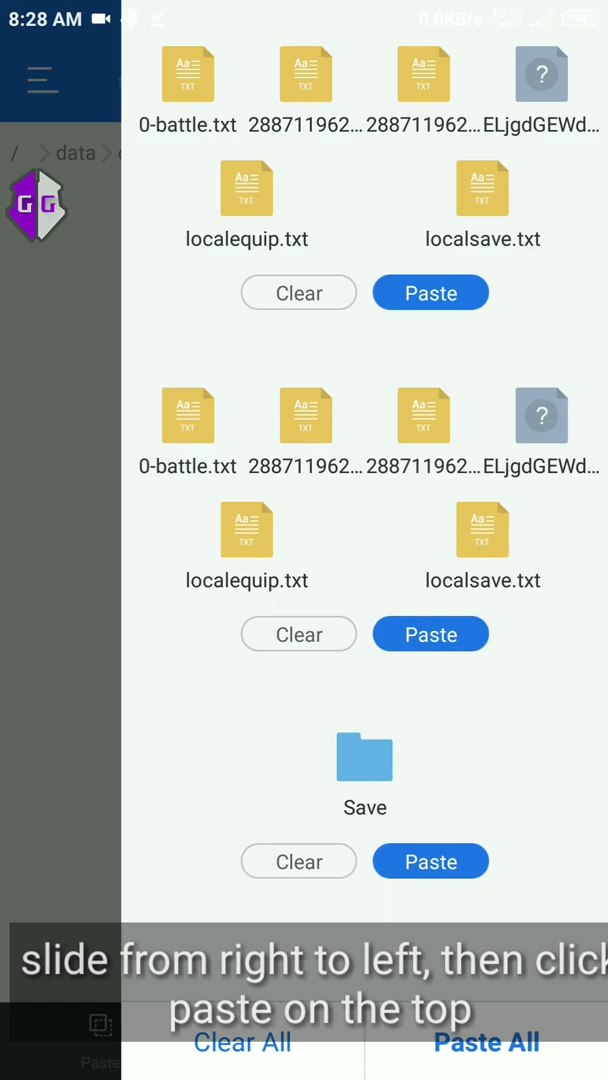 8:28 AM
0.0KB/s
/ data
GG
0-battle.txt 288711962... 288711962... ELjgdGEWd...
localequip.txt localsave.txt
Clear Paste
0-battle.txt 288711962... 288711962... ELjgdGEWd...
localequip.txt localsave.txt
Clear Paste
Save
Clear Paste
slide from right to left, then click
paste on the top
Paste Clear All Paste All